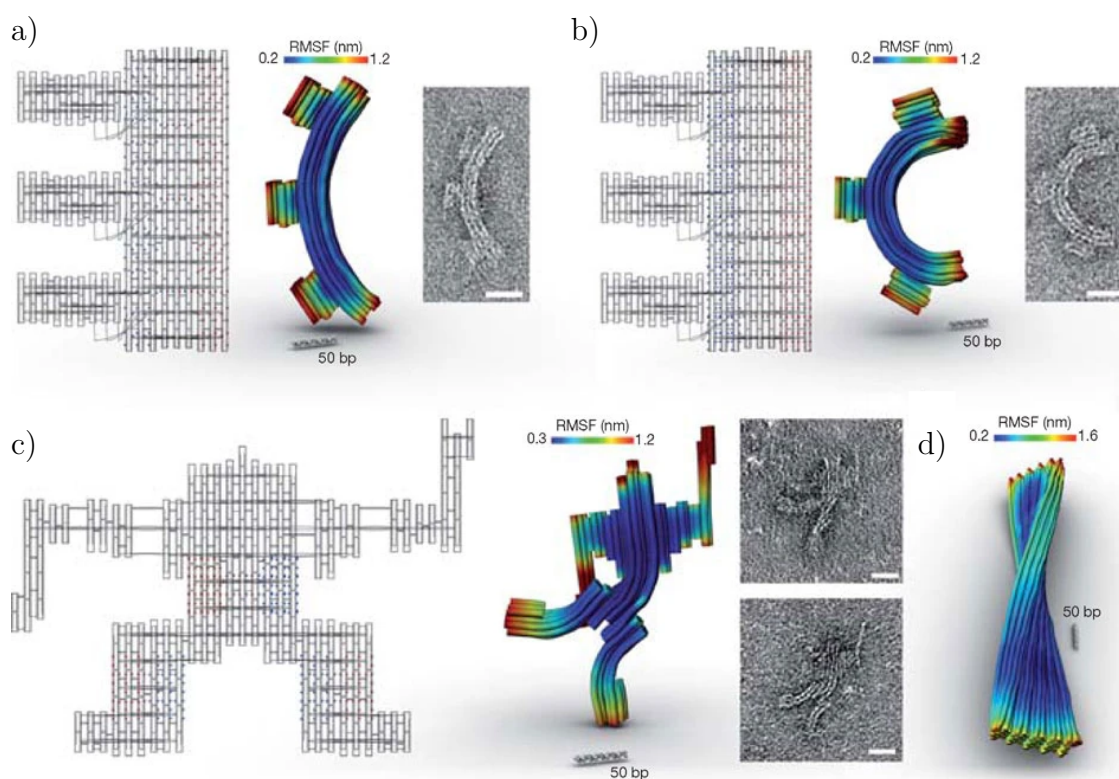 a)
RMSF (nm)
0.2 1.2
50 bp
b)
RMSF (nm)
0.2 1.2
50 bp
c)
RMSF (nm)
0.3 1.2
50 bp
d)
RMSF (nm)
0.2 1.6
50 bp